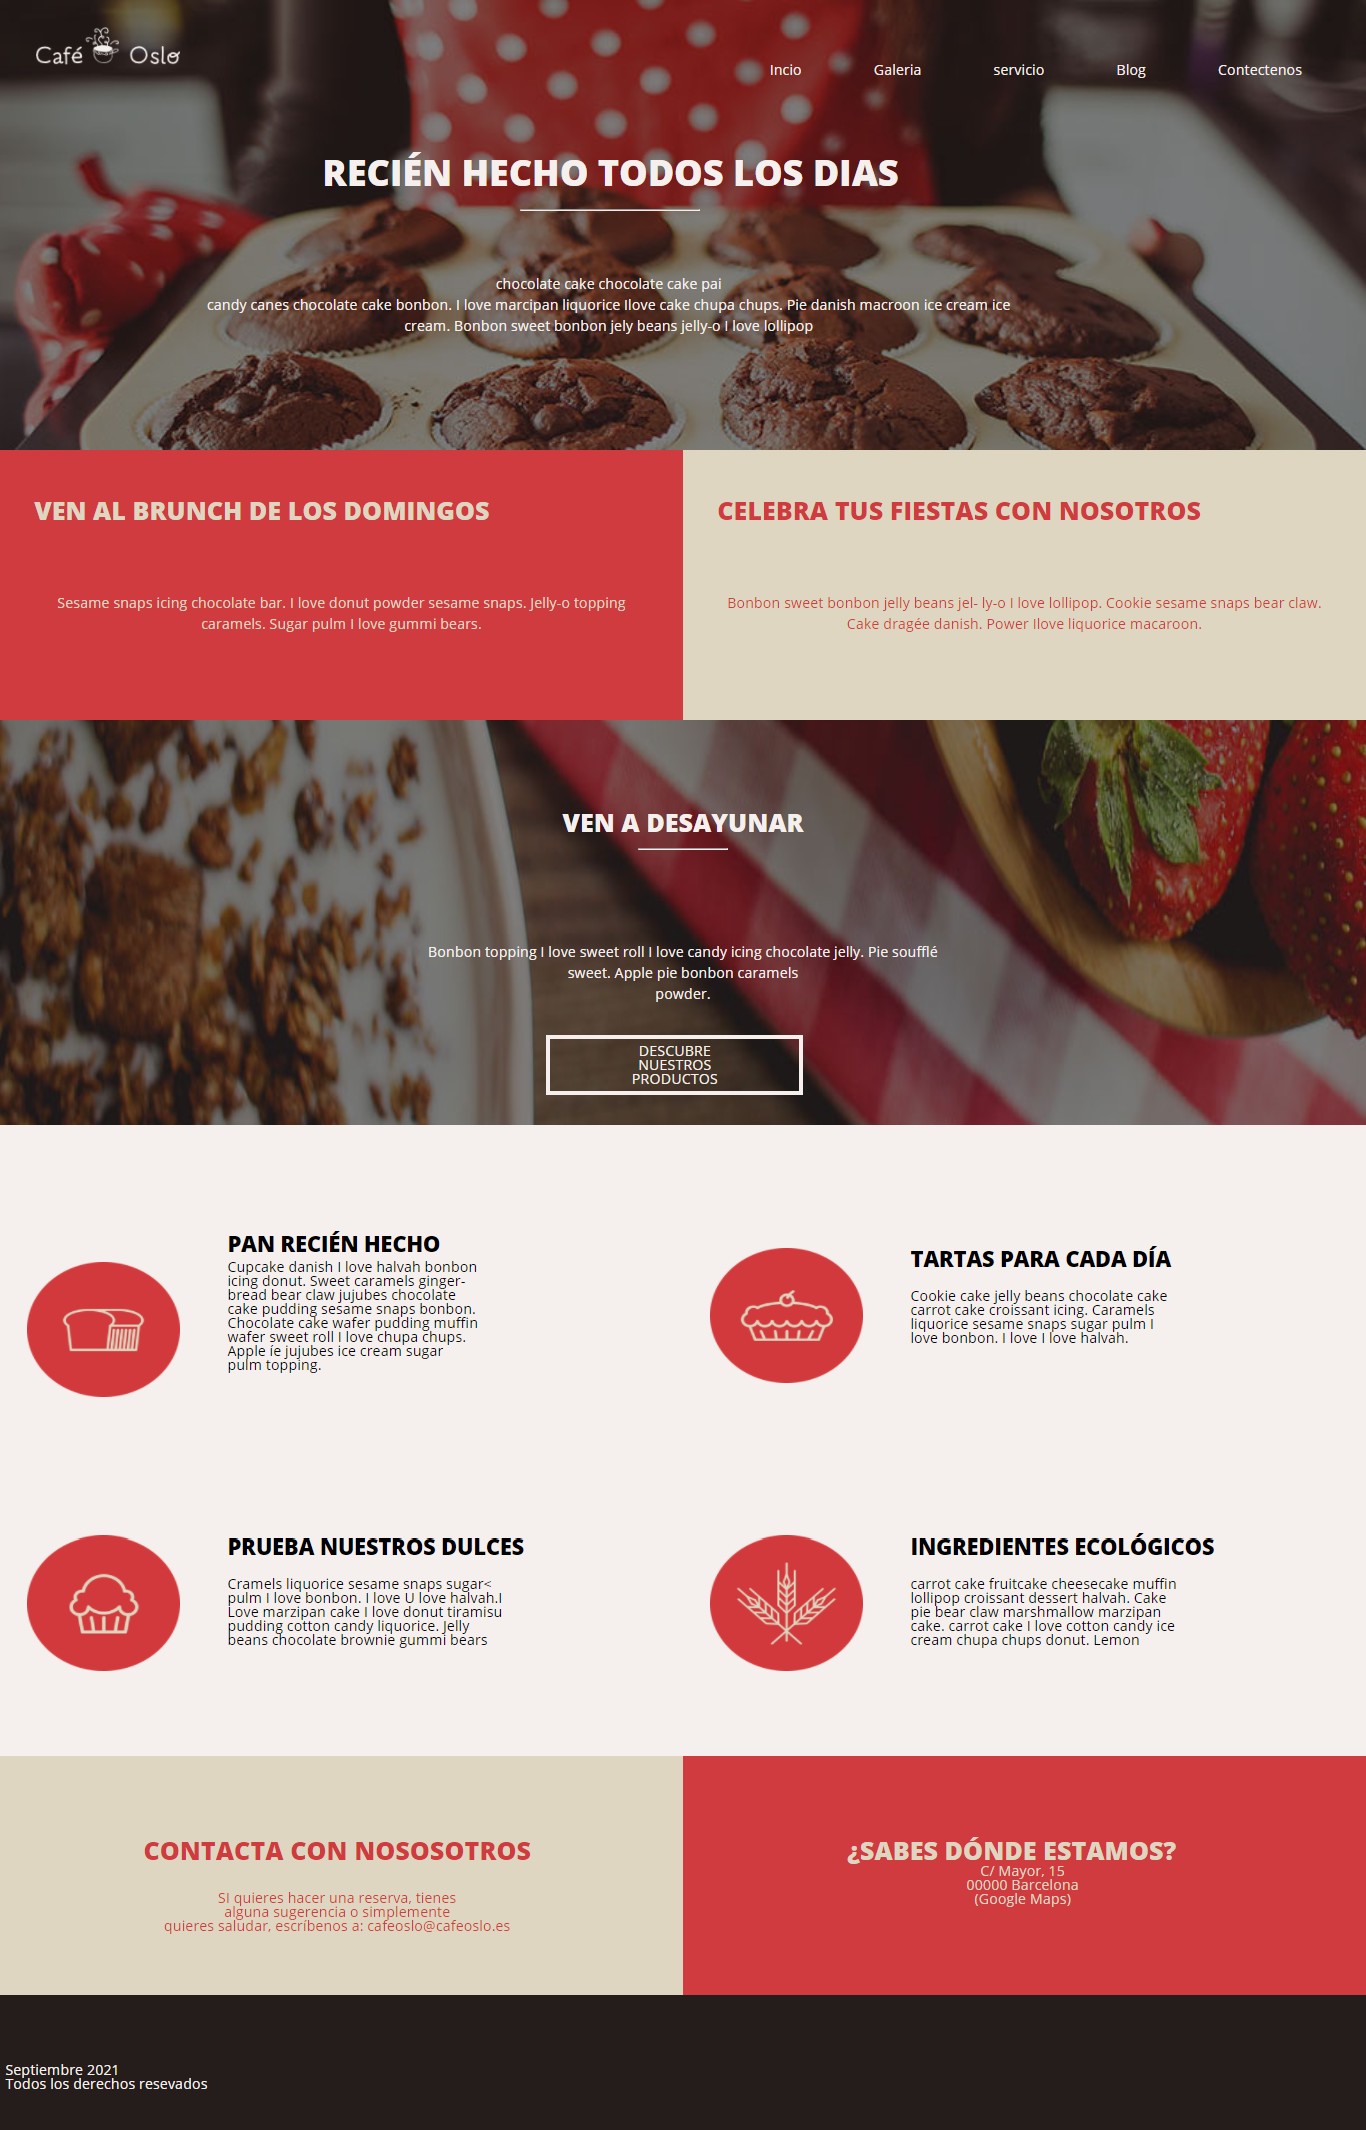 Café Oslo
Incio Galeria servicio Blog Contectenos
RECIÉN HECHO TODOS LOS DIAS
chocolate cake chocolate cake pai
candy canes chocolate cake bonbon. I love marcipan liquorice Ilove cake chupa chups. Pie danish macroon ice cream ice
cream. Bonbon sweet bonbon jely beans jelly-o I love lollipop
VEN AL BRUNCH DE LOS DOMINGOS
Sesame snaps icing chocolate bar. I love donut powder sesame snaps. Jelly-o topping
caramels. Sugar pulm I love gummi bears.
CELEBRA TUS FIESTAS CON NOSOTROS
Bonbon sweet bonbon jelly beans jel- ly-o I love lollipop. Cookie sesame snaps bear claw.
Cake dragée danish. Power Ilove liquorice macaroon.
VEN A DESAYUNAR
Bonbon topping I love sweet roll I love candy icing chocolate jelly. Pie soufflé
sweet. Apple pie bonbon caramels
powder.
DESCUBRE
NUESTROS
PRODUCTOS
PAN RECIÉN HECHO
Cupcake danish I love halvah bonbon
icing donut. Sweet caramels ginger-
bread bear claw jujubes chocolate
cake pudding sesame snaps bonbon.
Chocolate cake wafer pudding muffin
wafer sweet roll I love chupa chups.
Apple íe jujubes ice cream sugar
pulm topping.
TARTAS PARA CADA DÍA
Cookie cake jelly beans chocolate cake
carrot cake croissant icing. Caramels
liquorice sesame snaps sugar pulm I
love bonbon. I love I love halvah.
PRUEBA NUESTROS DULCES
Cramels liquorice sesame snaps sugar<
pulm I love bonbon. I love U love halvah.I
Love marzipan cake I love donut tiramisu
pudding cotton candy liquorice. Jelly
beans chocolate brownie gummi bears
INGREDIENTES ECOLÓGICOS
carrot cake fruitcake cheesecake muffin
lollipop croissant dessert halvah. Cake
pie bear claw marshmallow marzipan
cake. carrot cake I love cotton candy ice
cream chupa chups donut. Lemon
CONTACTA CON NOSOSOTROS
SI quieres hacer una reserva, tienes
alguna sugerencia o simplemente
quieres saludar, escríbenos a: cafeoslo@cafeoslo.es
¿SABES DÓNDE ESTAMOS?
C/ Mayor, 15
00000 Barcelona
(Google Maps)
Septiembre 2021
Todos los derechos resevados